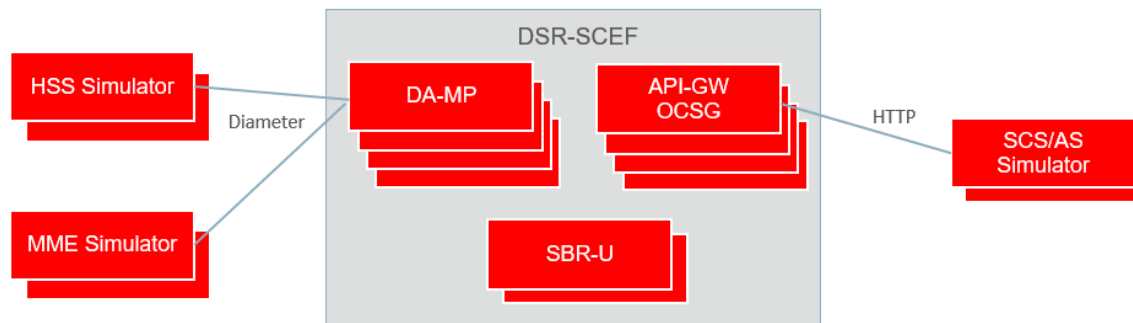 DSR-SCEF
HSS Simulator
DA-MP
API-GW
OCSG
Diameter
HTTP
SCS/AS
Simulator
MME Simulator
SBR-U